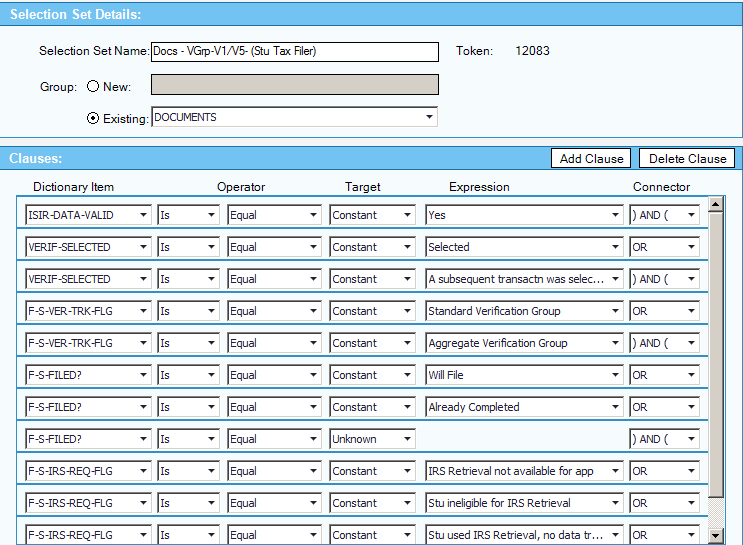 Selection Set Details:
Selection Set Name: Docs - VGrp-V1/V5- (Stu Tax Filer) Token: 12083
Group: New:
Existing: DOCUMENTS
Clauses: Add Clause Delete Clause
Dictionary Item Operator Target Expression Connector
ISIR-DATA-VALID Is Equal Constant Yes ) AND (
VERIF-SELECTED Is Equal Constant Selected OR
VERIF-SELECTED Is Equal Constant A subsequent transactn was selec... ) AND (
F-S-VER-TRK-FLG Is Equal Constant Standard Verification Group OR
F-S-VER-TRK-FLG Is Equal Constant Aggregate Verification Group ) AND (
F-S-FILED? Is Equal Constant Will File OR
F-S-FILED? Is Equal Constant Already Completed OR
F-S-FILED? Is Equal Unknown ) AND (
F-S-IRS-REQ-FLG Is Equal Constant IRS Retrieval not available for app OR
F-S-IRS-REQ-FLG Is Equal Constant Stu ineligible for IRS Retrieval OR
F-S-IRS-REQ-FLG Is Equal Constant Stu used IRS Retrieval, no data tr... OR